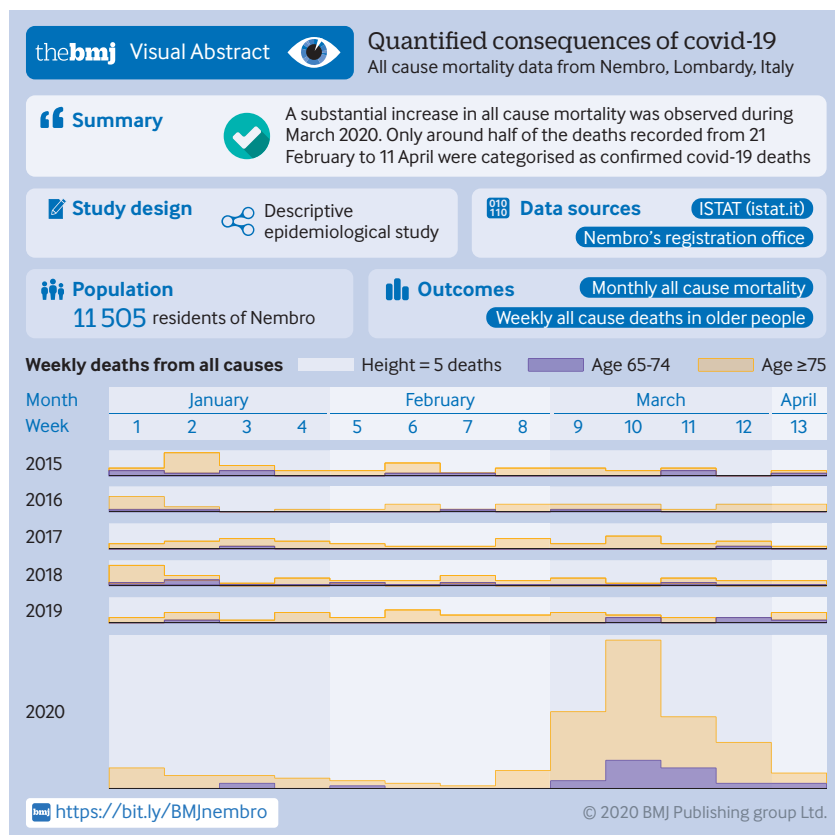 thebmj Visual Abstract
Quantified consequences of covid-19
All cause mortality data from Nembro, Lombardy, Italy
Summary
A substantial increase in all cause mortality was observed during
March 2020. Only around half of the deaths recorded from 21
February to 11 April were categorised as confirmed covid-19 deaths
Study design
Descriptive
epidemiological study
010
110
Data sources
ISTAT (istat.it)
Nembro's registration office
Population
11 505 residents of Nembro
Outcomes
Monthly all cause mortality
Weekly all cause deaths in older people
Weekly deaths from all causes Height = 5 deaths Age 65-74 Age ≥75
Month January February March April
Week 1 2 3 4 5 6 7 8 9 10 11 12 13
2015
2016
2017
2018
2019
2020
bmj https://bit.ly/BMJnembro
© 2020 BMJ Publishing group Ltd.